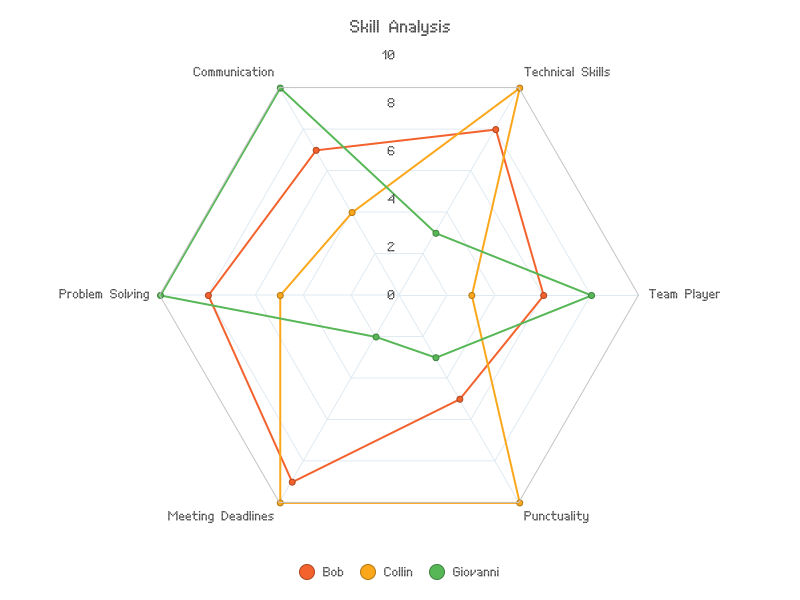 Skill Analysis
10
Communication
Technical Skills
8
6
4
2
Problem Solving
0
Team Player
Meeting Deadlines
Punctuality
Bob
Collin
Giovanni